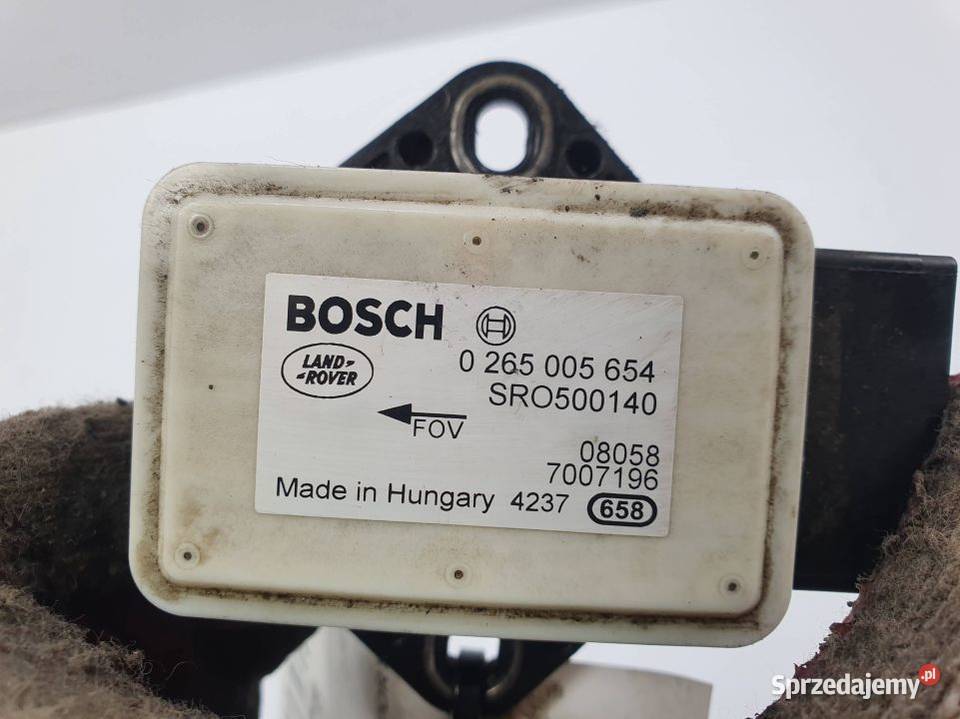 BOSCH
0 265 005 654
LAND-
-ROVER
SRO500140
FOV
08058
7007196
Made in Hungary 4237 658
Sprzedajemy.pl